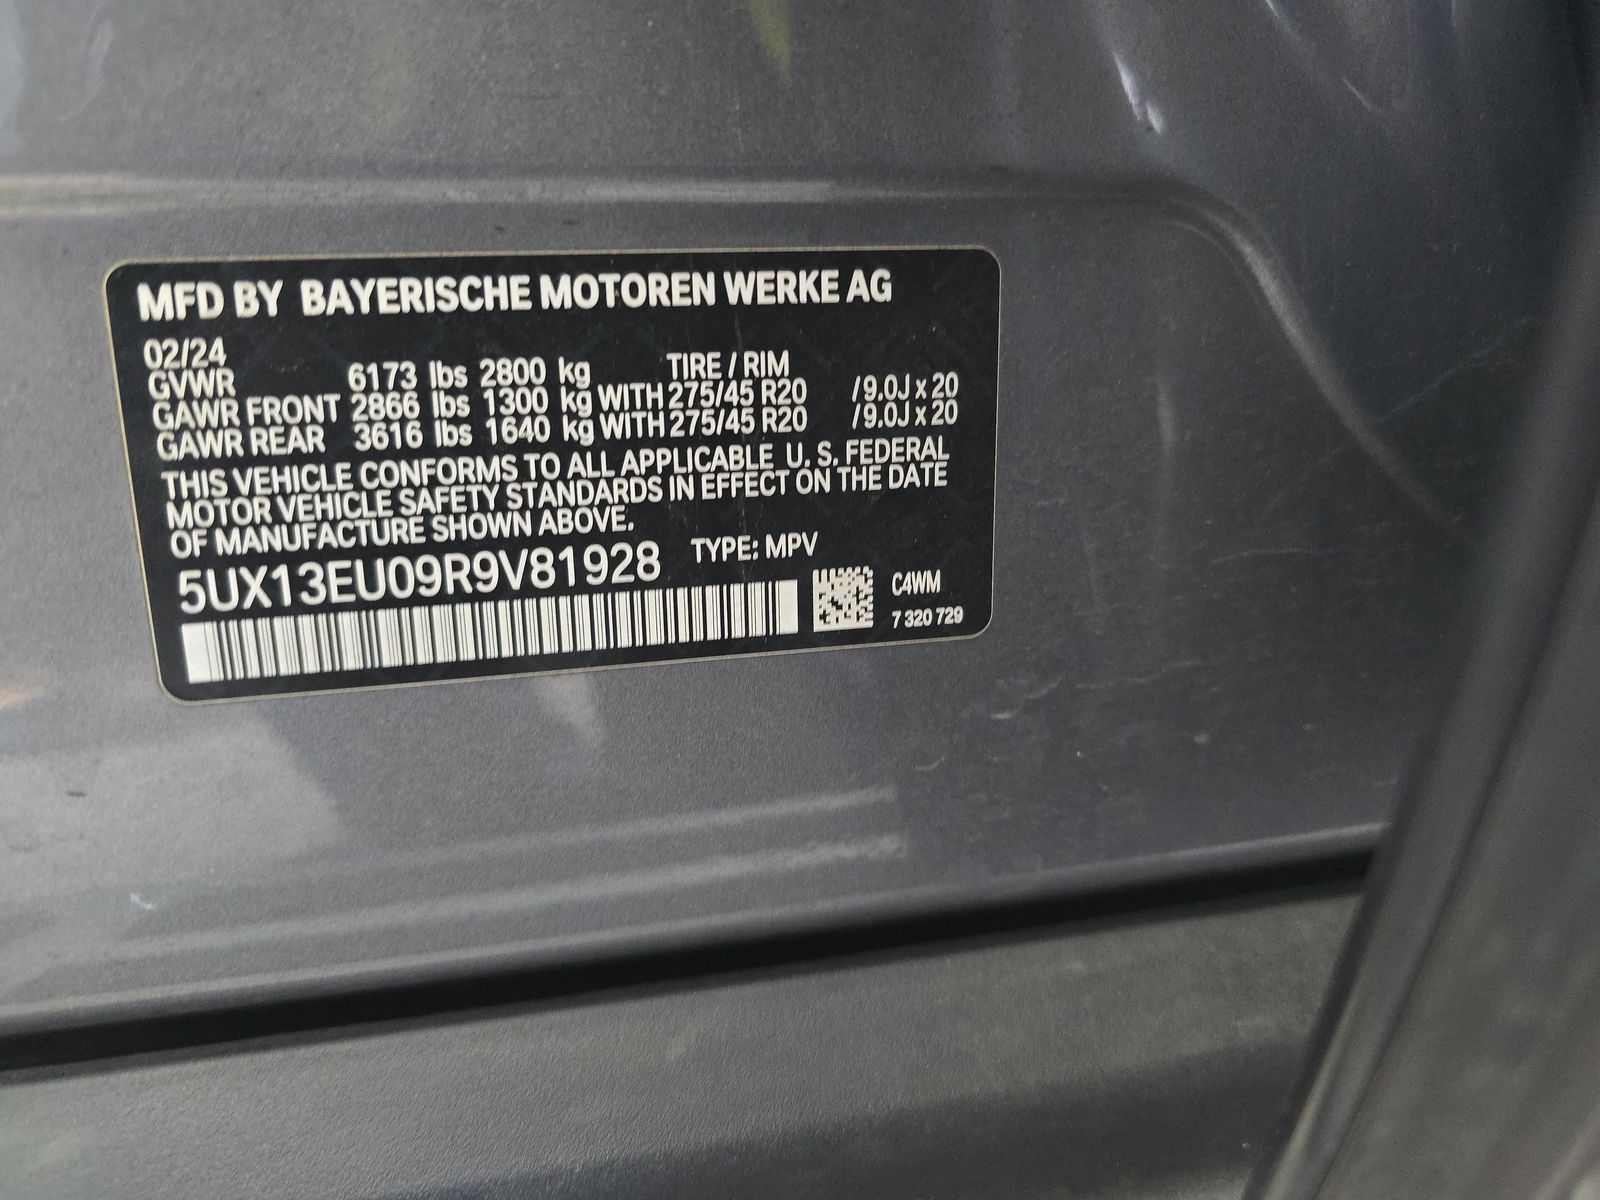 MFD BY BAYERISCHE MOTOREN WERKE AG
02/24
GVWR 6173 lbs 2800 kg TIRE / RIM
GAWR FRONT 2866 lbs 1300 kg WITH 275/45 R20 / 9.0J x 20
GAWR REAR 3616 lbs 1640 kg WITH 275/45 R20 / 9.0J x 20
THIS VEHICLE CONFORMS TO ALL APPLICABLE U. S. FEDERAL
MOTOR VEHICLE SAFETY STANDARDS IN EFFECT ON THE DATE
OF MANUFACTURE SHOWN ABOVE.
5UX13EU09R9V81928 TYPE: MPV
C4WM
7 320 729